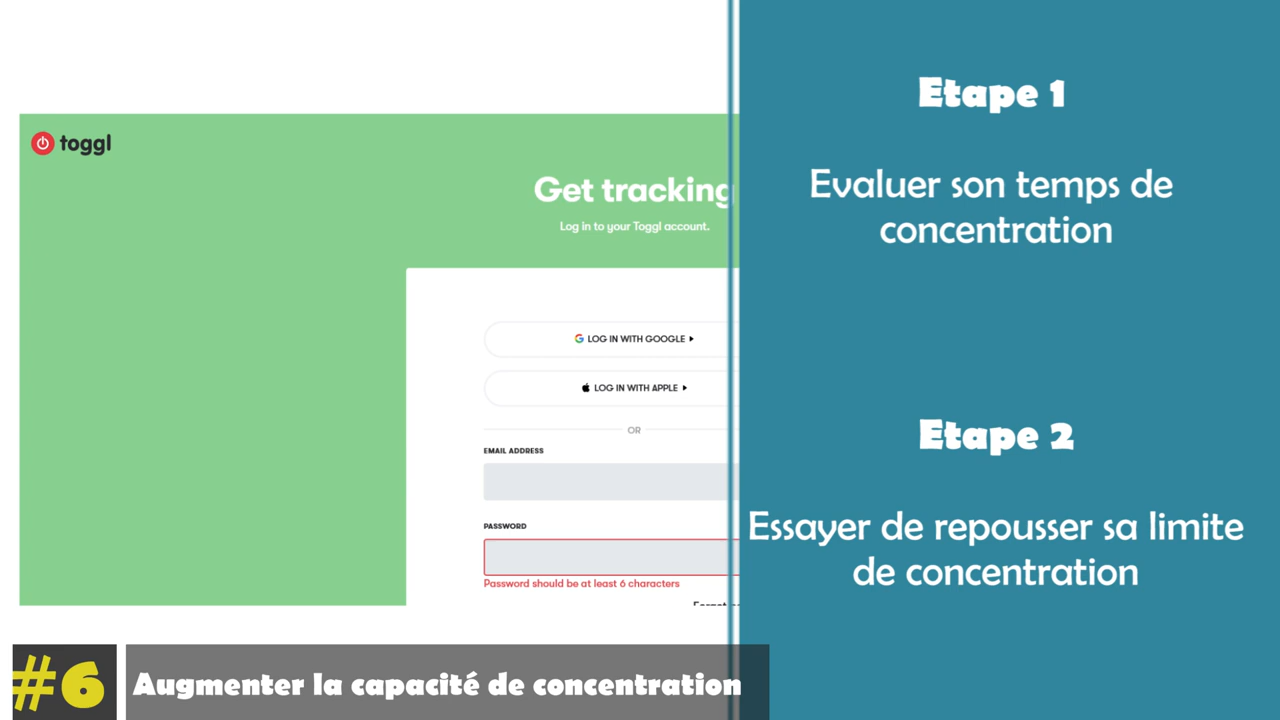 toggl
Get tracking
Log in to your Toggl account.
LOG IN WITH GOOGLE
LOG IN WITH APPLE
OR
EMAIL ADDRESS
PASSWORD
Password should be at least 6 characters
Etape 1
Evaluer son temps de
concentration
Etape 2
Essayer de repousser sa limite
de concentration
#6
Augmenter la capacité de concentration